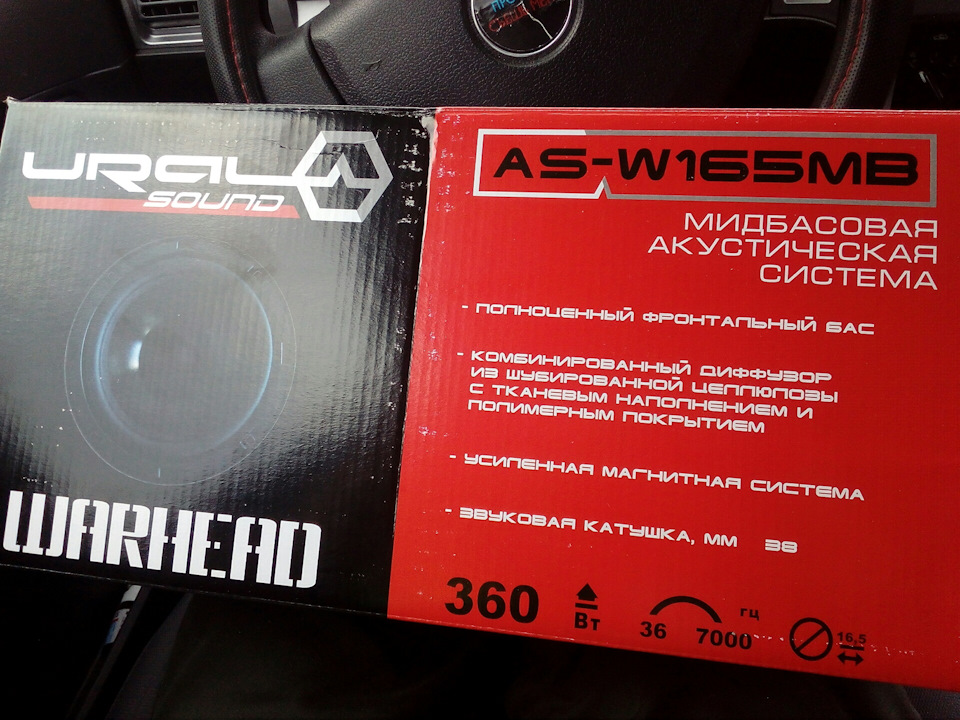 URAL
SOUND
WARHEAD
AS-W165MB
МИДБАСОВАЯ
АКУСТИЧЕСКАЯ
СИСТЕМА
- ПОЛНОЦЕННЫЙ ФРОНТАЛЬНЫЙ БАС
- КОМБИНИРОВАННЫЙ ДИФФУЗОР
ИЗ ШУБИРОВАННОЙ ЦЕЛЛЮЛОЗЫ
С ТКАНЕВЫМ НАПОЛНЕНИЕМ И
ПОЛИМЕРНЫМ ПОКРЫТИЕМ
- УСИЛЕННАЯ МАГНИТНАЯ СИСТЕМА
- ЗВУКОВАЯ КАТУШКА, ММ 38
360 Вт
36 7000 гц
16,5